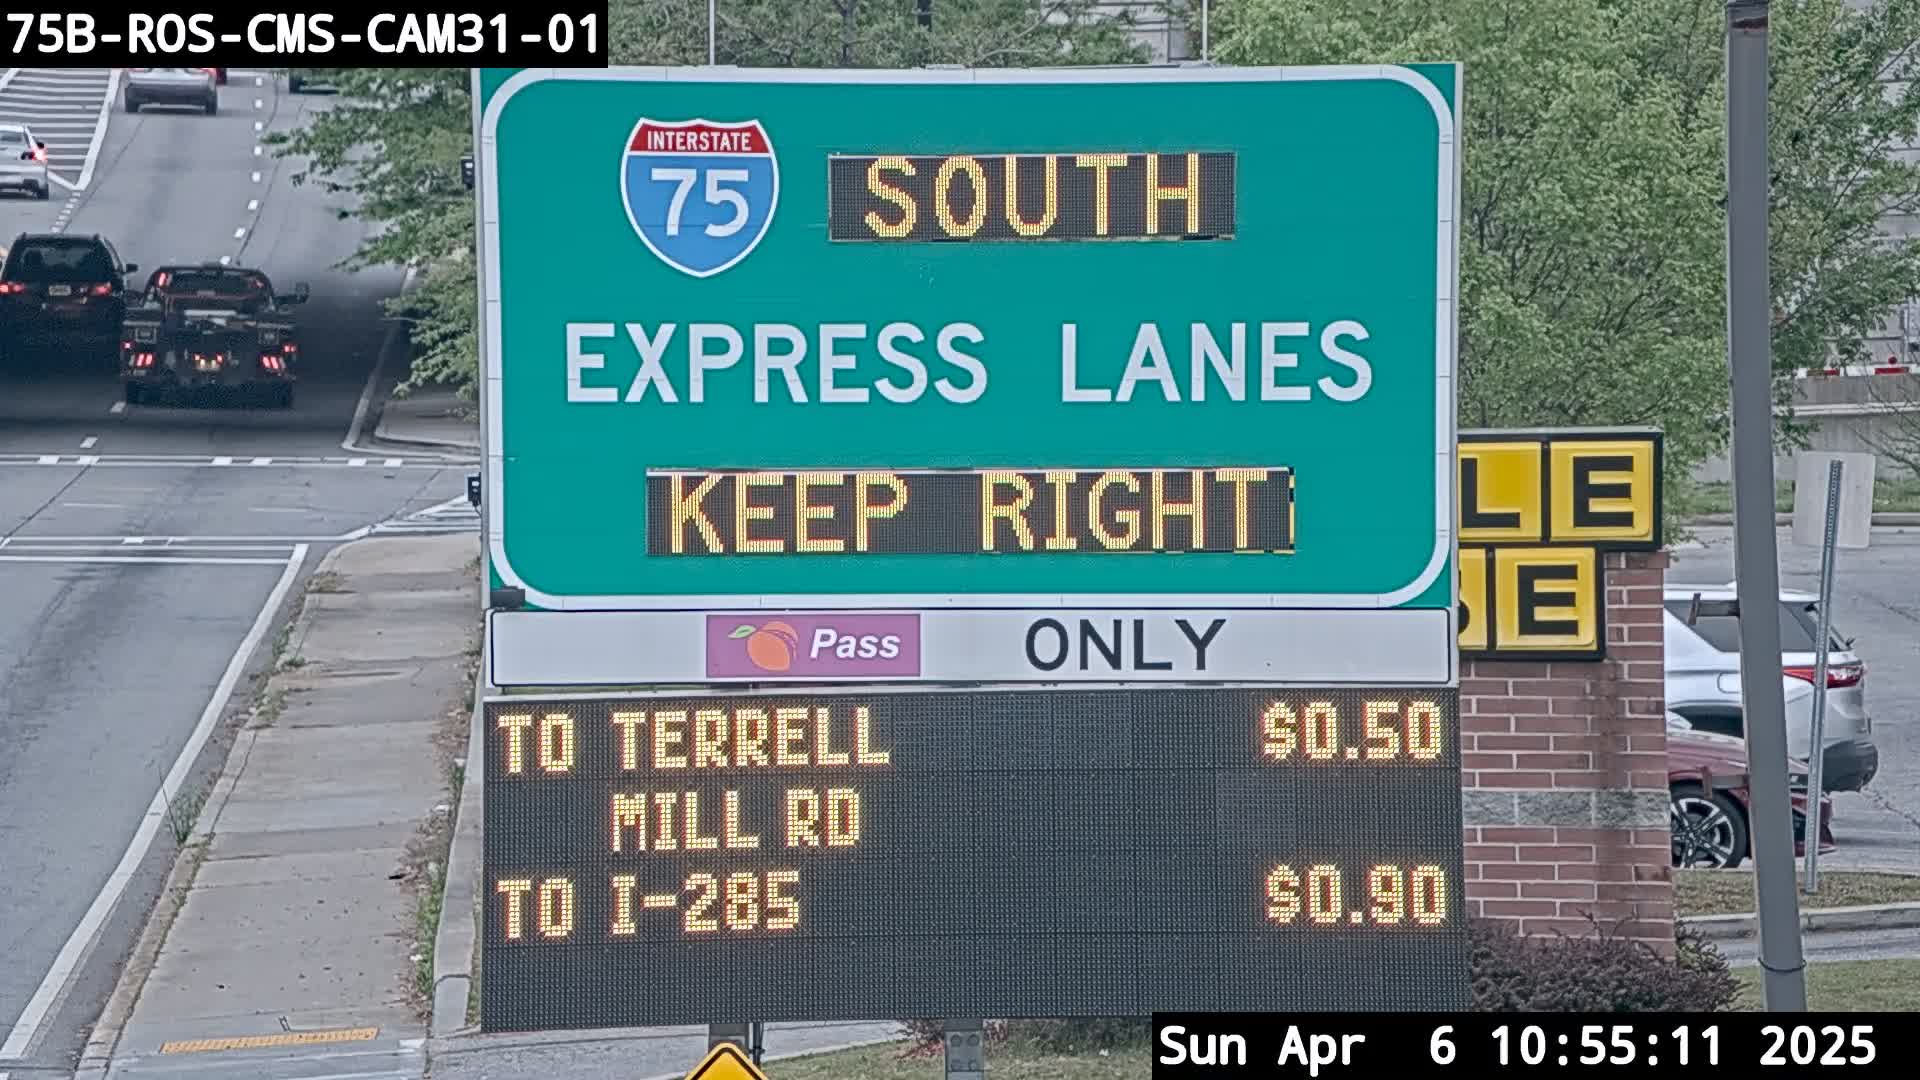 75B-ROS-CMS-CAM31-01
INTERSTATE
75
SOUTH
EXPRESS LANES
KEEP RIGHT
LE
E
Pass ONLY
TO TERRELL $0.50
MILL RD
TO I-285 $0.90
Sun Apr 6 10:55:11 2025